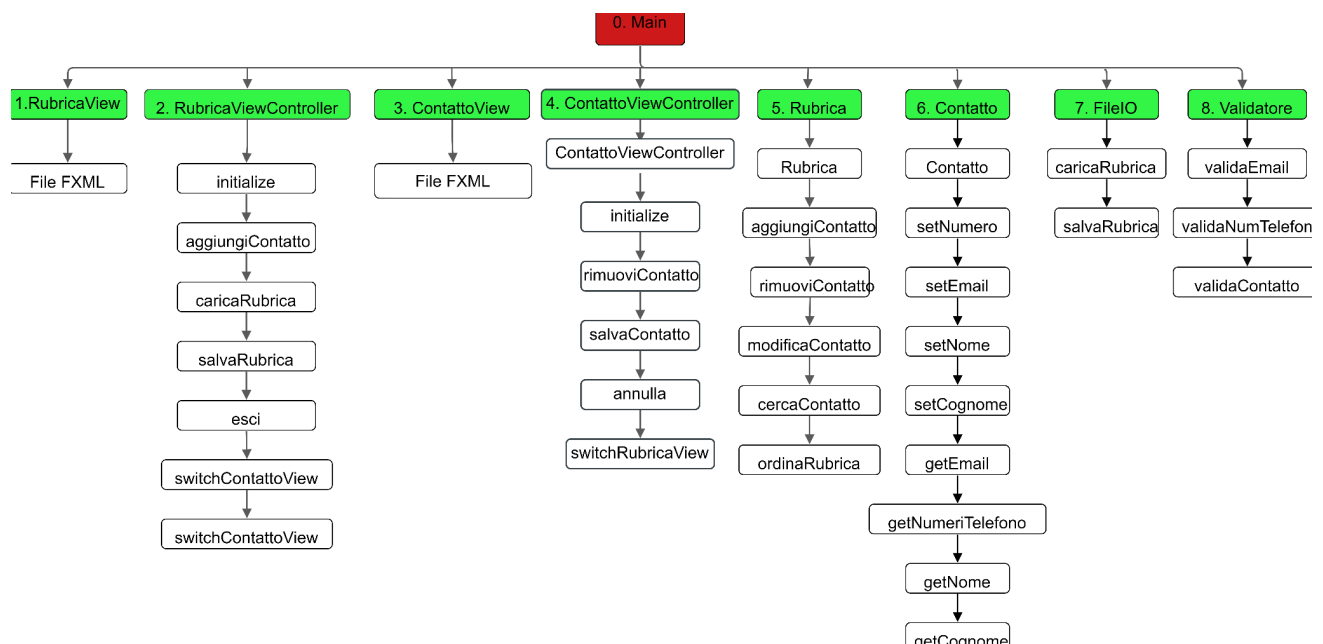 0. Main
1.RubricaView
File FXML
2. RubricaViewController
initialize
aggiungiContatto
caricaRubrica
salvaRubrica
esci
switchContattoView
switchContattoView
3. ContattoView
File FXML
4. ContattoViewController
ContattoViewController
initialize
rimuoviContatto
salvaContatto
annulla
switchRubricaView
5. Rubrica
Rubrica
aggiungiContatto
rimuoviContatto
modificaContatto
cercaContatto
ordinaRubrica
6. Contatto
Contatto
setNumero
setEmail
setNome
setCognome
getEmail
getNumeriTelefono
getNome
getCognome
7. FileIO
caricaRubrica
salvaRubrica
8. Validatore
validaEmail
validaNumTelefon
validaContatto